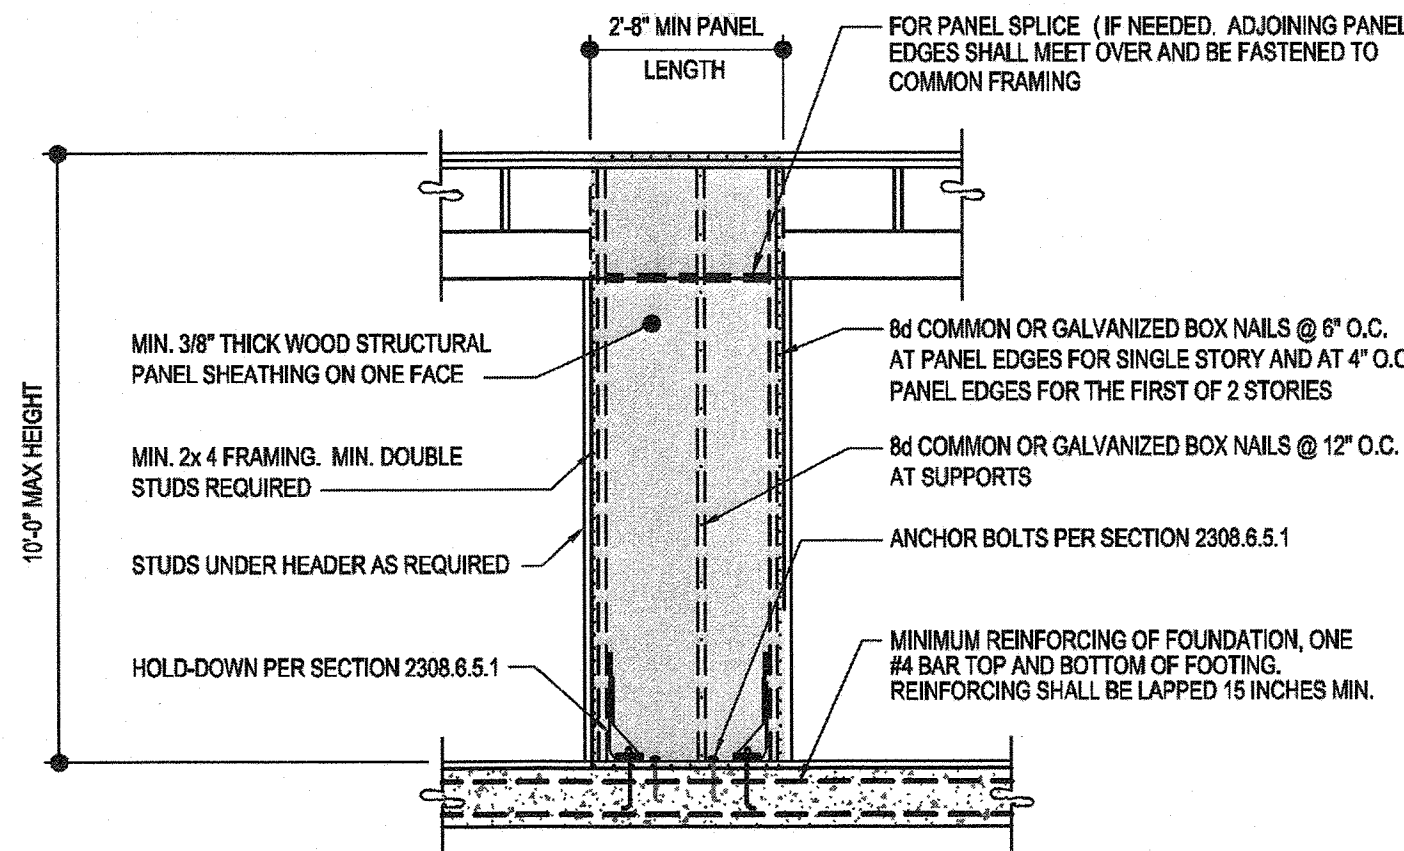 2'-8" MIN PANEL
LENGTH
FOR PANEL SPLICE (IF NEEDED. ADJOINING PANEL
EDGES SHALL MEET OVER AND BE FASTENED TO
COMMON FRAMING
MIN. 3/8" THICK WOOD STRUCTURAL
PANEL SHEATHING ON ONE FACE
8d COMMON OR GALVANIZED BOX NAILS @ 6" O.C.
AT PANEL EDGES FOR SINGLE STORY AND AT 4" O.C
PANEL EDGES FOR THE FIRST OF 2 STORIES
10'-0" MAX HEIGHT
MIN. 2x 4 FRAMING. MIN. DOUBLE
STUDS REQUIRED
8d COMMON OR GALVANIZED BOX NAILS @ 12" O.C.
AT SUPPORTS
STUDS UNDER HEADER AS REQUIRED
ANCHOR BOLTS PER SECTION 2308.6.5.1
HOLD-DOWN PER SECTION 2308.6.5.1
MINIMUM REINFORCING OF FOUNDATION, ONE
#4 BAR TOP AND BOTTOM OF FOOTING.
REINFORCING SHALL BE LAPPED 15 INCHES MIN.